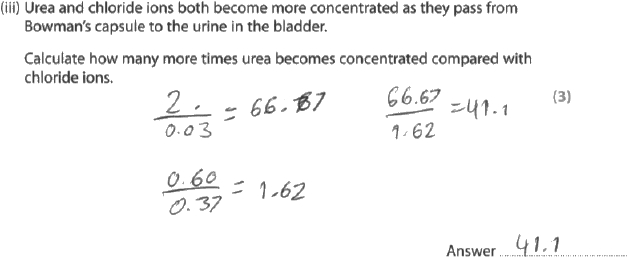 (iii) Urea and chloride ions both become more concentrated as they pass from
Bowman's capsule to the urine in the bladder.
Calculate how many more times urea becomes concentrated compared with
chloride ions.
(3)
2. / 0.03 = 66.67
66.67 / 1.62 = 41.1
0.60 / 0.37 = 1.62
Answer 41.1